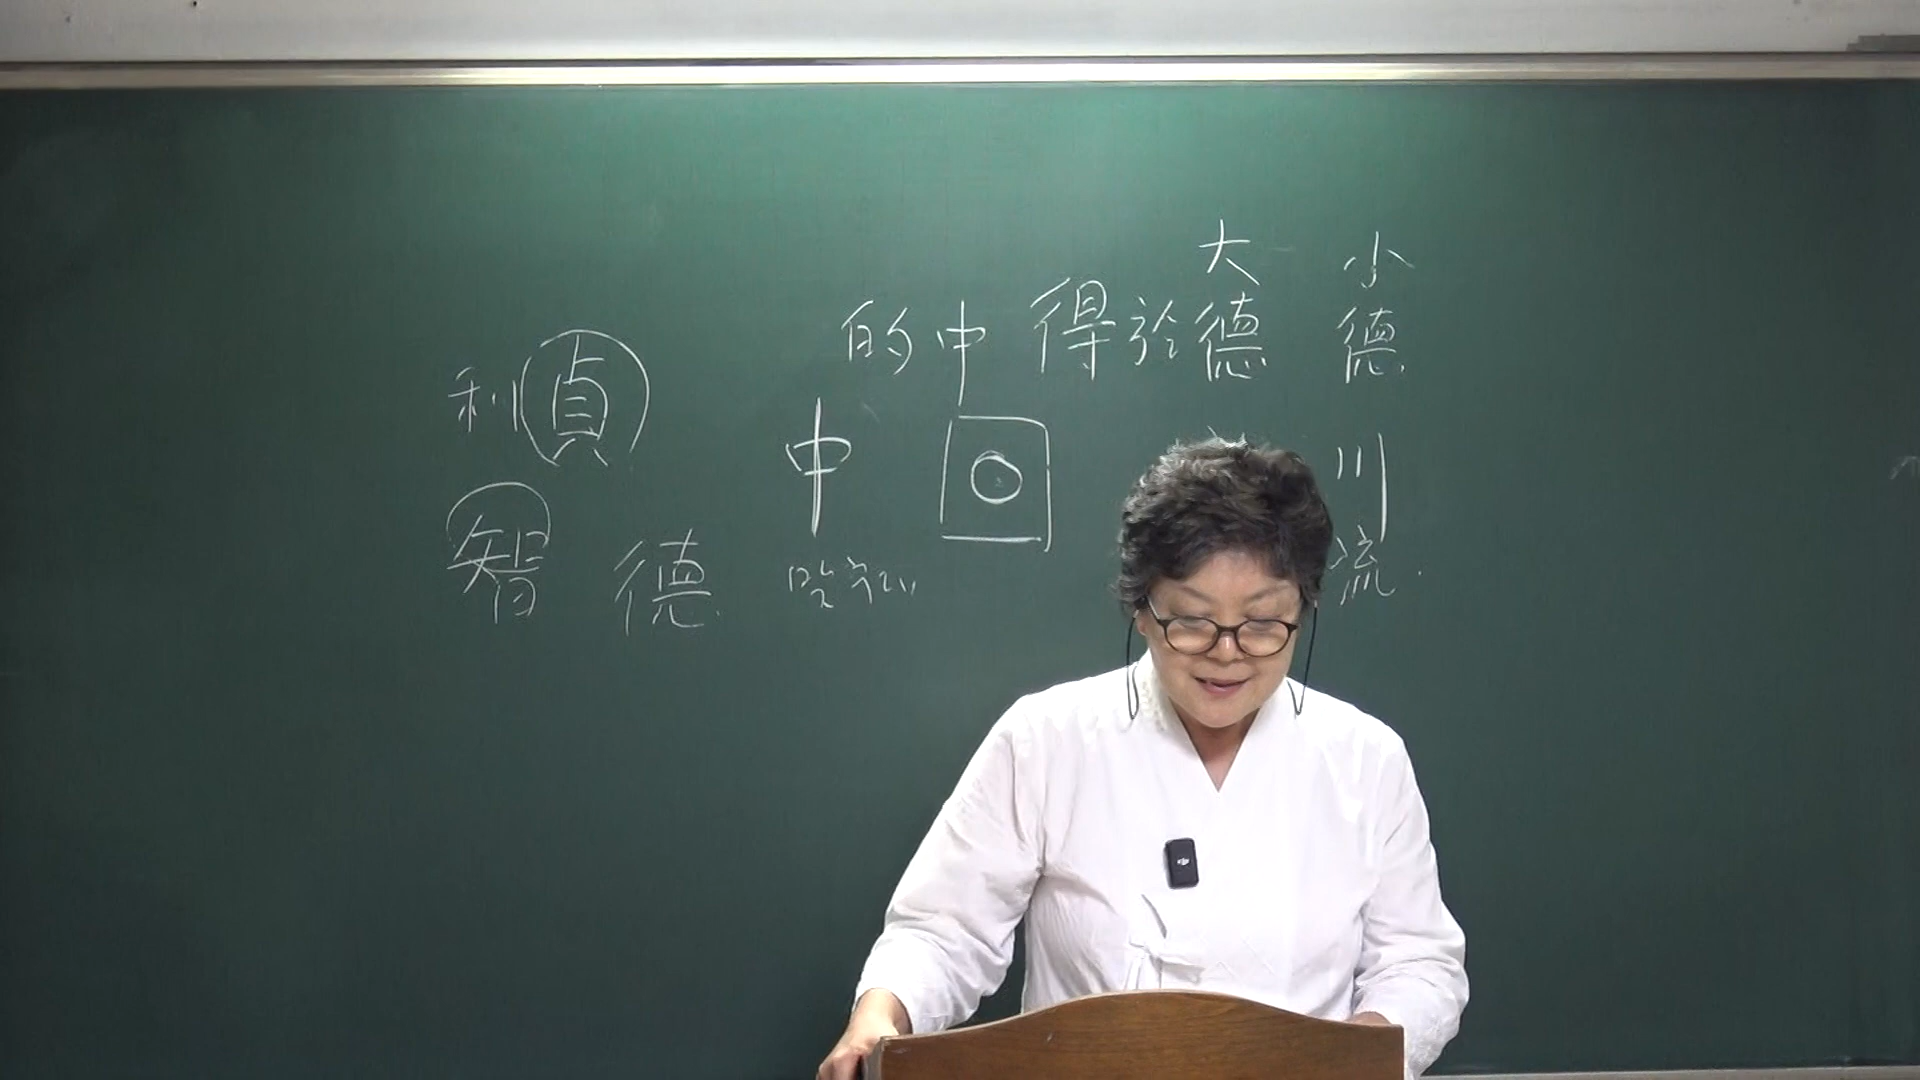 大 小
的中 得於德 德
利貞
中 川
智 德 流